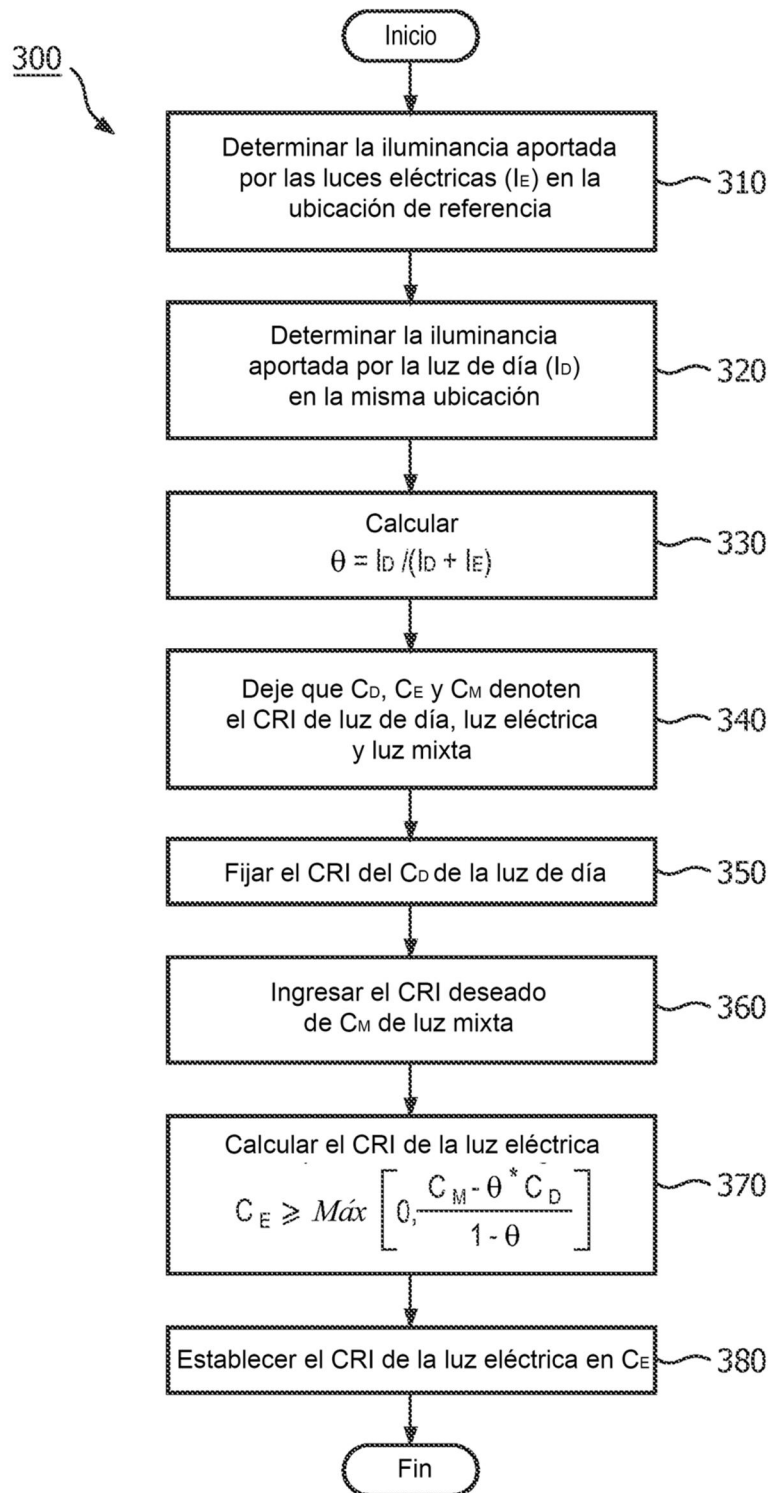 Inicio
300
Determinar la iluminancia aportada
por las luces eléctricas (IE) en la
ubicación de referencia
310
Determinar la iluminancia
aportada por la luz de día (ID)
en la misma ubicación
320
Calcular
θ = ID /(ID + IE)
330
Deje que CD, CE y CM denoten
el CRI de luz de día, luz eléctrica
y luz mixta
340
Fijar el CRI del CD de la luz de día
350
Ingresar el CRI deseado
de CM de luz mixta
360
Calcular el CRI de la luz eléctrica
CE ⩾ Máx [0, (CM - θ * CD) / (1 - θ)]
370
Establecer el CRI de la luz eléctrica en CE
380
Fin